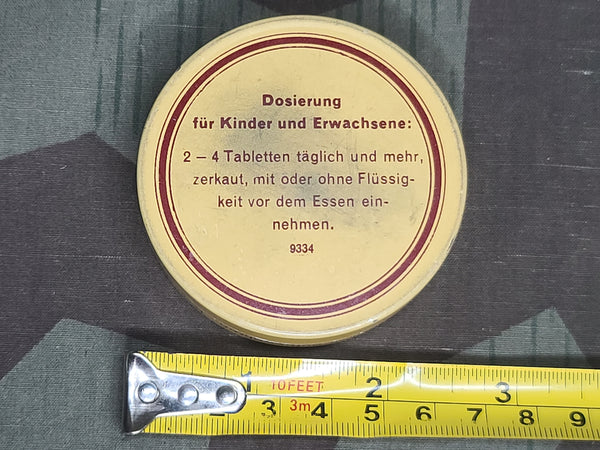 Dosierung
für Kinder und Erwachsene:
2 – 4 Tabletten täglich und mehr,
zerkaut, mit oder ohne Flüssig-
keit vor dem Essen ein-
nehmen.
9334
1 2 3
10FEET
3m
3 4 5 6 7 8 9